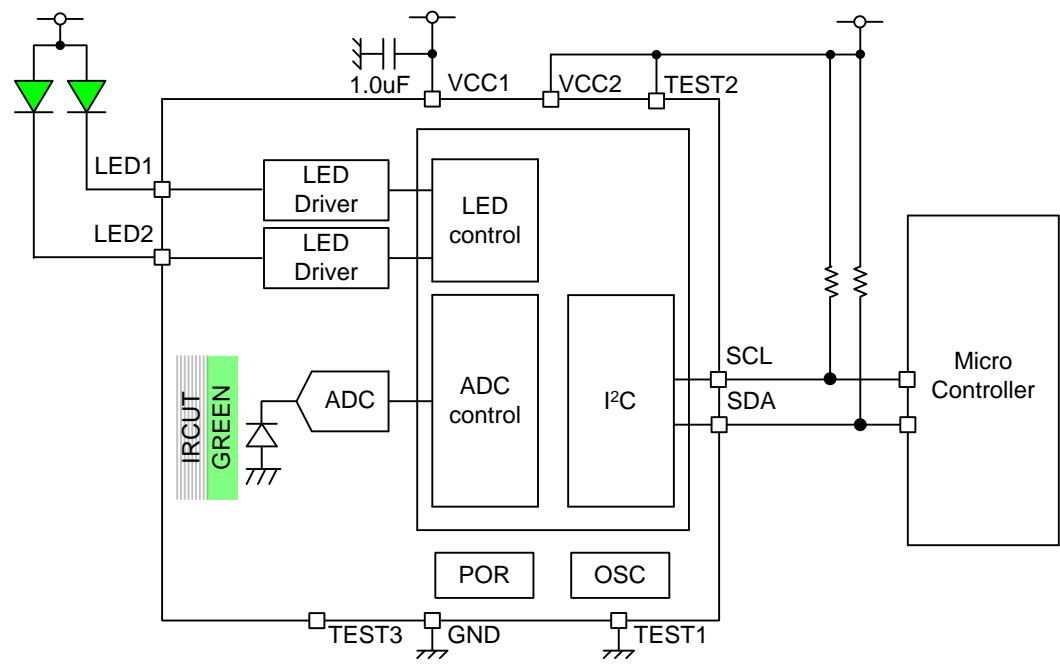 1.0uF
VCC1
VCC2
TEST2
LED1
LED
Driver
LED
control
LED2
LED
Driver
IRCUT
GREEN
ADC
ADC
control
I²C
SCL
SDA
Micro
Controller
POR
OSC
TEST3
GND
TEST1